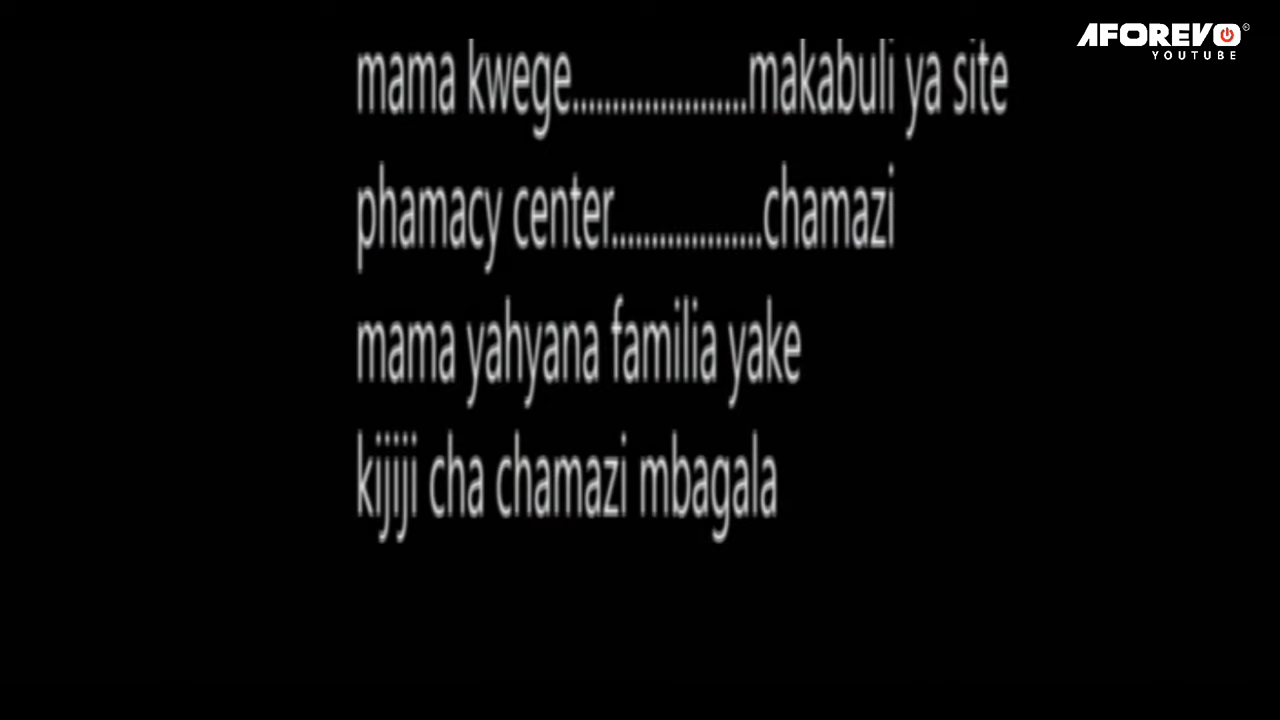 AFOREVO
YOUTUBE
mama kwege......................makabuli ya site
phamacy center...................chamazi
mama yahyana familia yake
kijiji cha chamazi mbagala